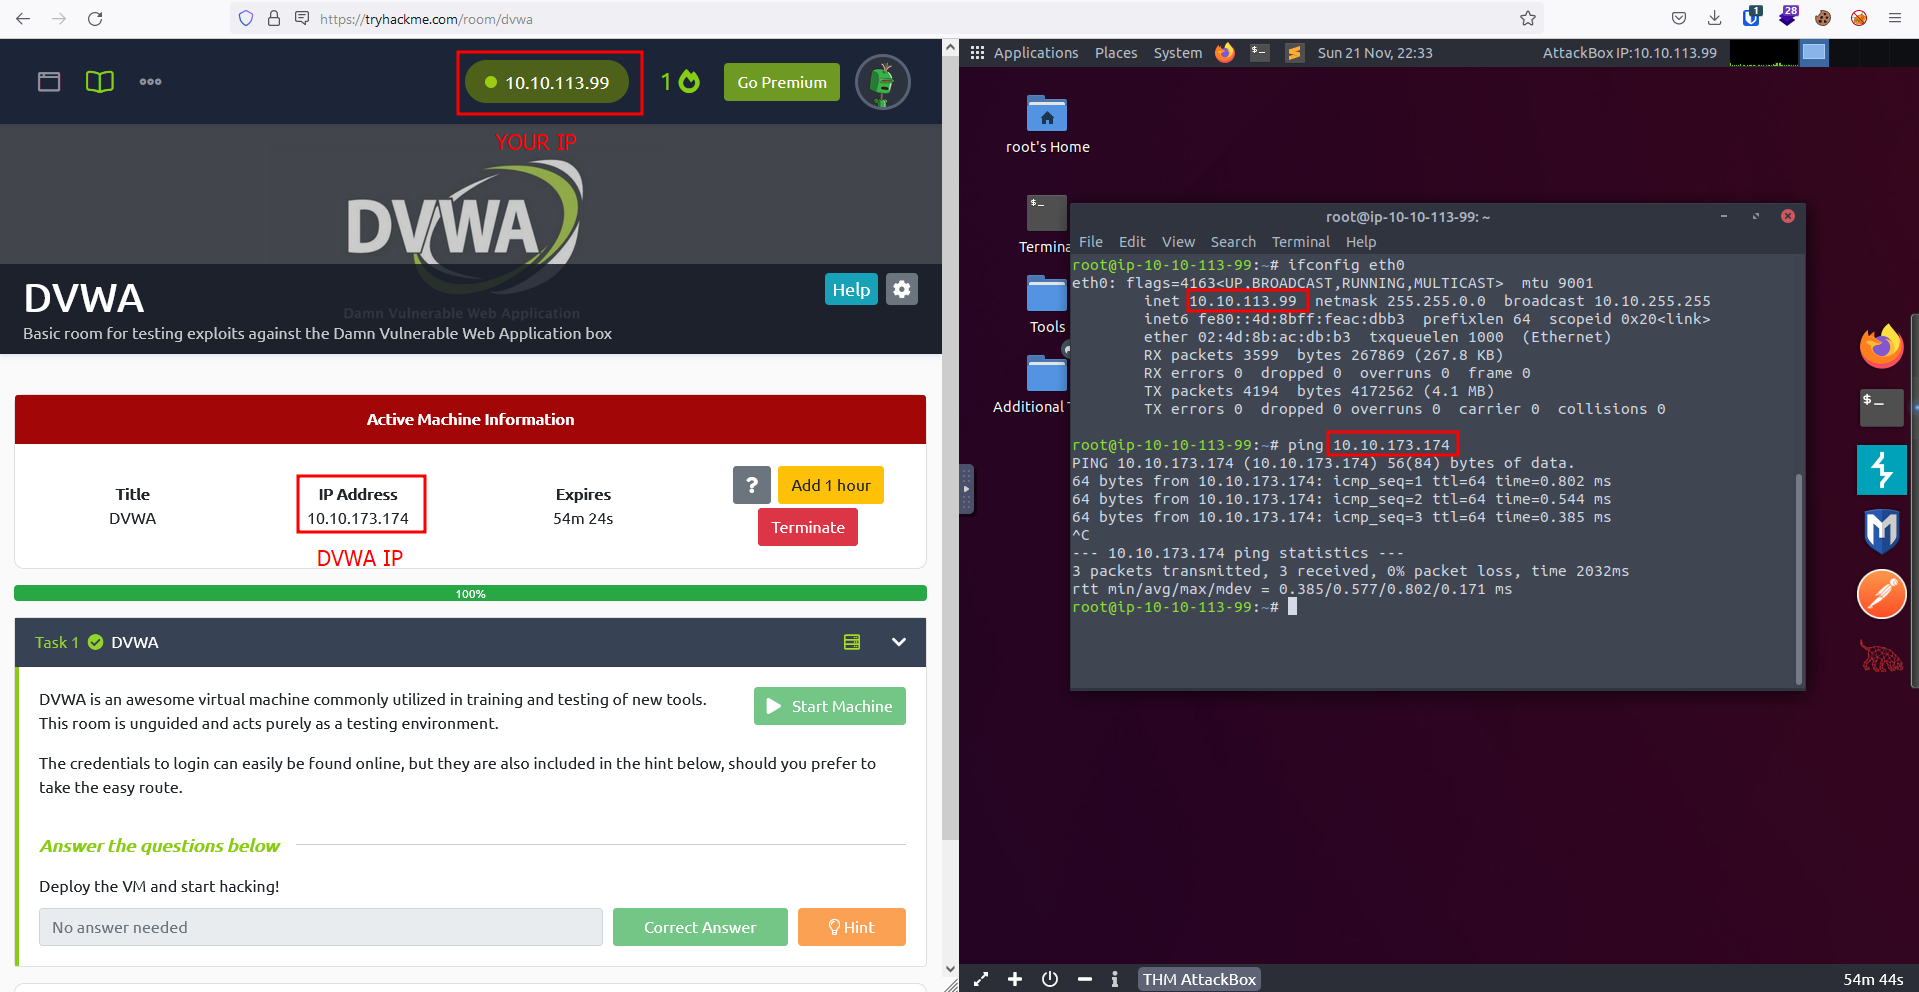 https://tryhackme.com/room/dvwa
1
28
10.10.113.99
1
Go Premium
YOUR IP
DVWA
Damn Vulnerable Web Application
DVWA
Basic room for testing exploits against the Damn Vulnerable Web Application box
Help
Active Machine Information
Title
DVWA
IP Address
10.10.173.174
DVWA IP
Expires
54m 24s
?
Add 1 hour
Terminate
100%
Task 1
DVWA
DVWA is an awesome virtual machine commonly utilized in training and testing of new tools.
This room is unguided and acts purely as a testing environment.
Start Machine
The credentials to login can easily be found online, but they are also included in the hint below, should you prefer to
take the easy route.
Answer the questions below
Deploy the VM and start hacking!
No answer needed
Correct Answer
Hint
Applications Places System
Sun 21 Nov, 22:33
AttackBox IP:10.10.113.99
root's Home
Termina
Tools
Additional T
root@ip-10-10-113-99: ~
File Edit View Search Terminal Help
root@ip-10-10-113-99:~# ifconfig eth0
eth0: flags=4163<UP,BROADCAST,RUNNING,MULTICAST>  mtu 9001
inet 10.10.113.99  netmask 255.255.0.0  broadcast 10.10.255.255
inet6 fe80::4d:8bff:feac:dbb3  prefixlen 64  scopeid 0x20<link>
ether 02:4d:8b:ac:db:b3  txqueuelen 1000  (Ethernet)
RX packets 3599  bytes 267869 (267.8 KB)
RX errors 0  dropped 0  overruns 0  frame 0
TX packets 4194  bytes 4172562 (4.1 MB)
TX errors 0  dropped 0 overruns 0  carrier 0  collisions 0
root@ip-10-10-113-99:~# ping 10.10.173.174
PING 10.10.173.174 (10.10.173.174) 56(84) bytes of data.
64 bytes from 10.10.173.174: icmp_seq=1 ttl=64 time=0.802 ms
64 bytes from 10.10.173.174: icmp_seq=2 ttl=64 time=0.544 ms
64 bytes from 10.10.173.174: icmp_seq=3 ttl=64 time=0.385 ms
^C
--- 10.10.173.174 ping statistics ---
3 packets transmitted, 3 received, 0% packet loss, time 2032ms
rtt min/avg/max/mdev = 0.385/0.577/0.802/0.171 ms
root@ip-10-10-113-99:~#
THM AttackBox
54m 44s